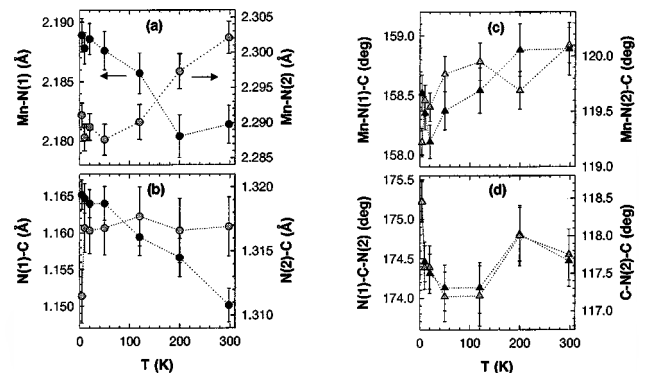 (a)
2.190
2.185
2.180
Mn-N(1) (Å)
2.305
2.300
2.295
2.290
2.285
Mn-N(2) (Å)
(b)
1.165
1.160
1.155
1.150
N(1)-C (Å)
1.320
1.315
1.310
N(2)-C (Å)
0 100 200 300
T (K)
(c)
159.0
158.5
158.0
Mn-N(1)-C (deg)
120.0
119.5
119.0
Mn-N(2)-C (deg)
(d)
175.5
175.0
174.5
174.0
N(1)-C-N(2) (deg)
118.5
118.0
117.5
117.0
C-N(2)-C (deg)
0 100 200 300
T (K)